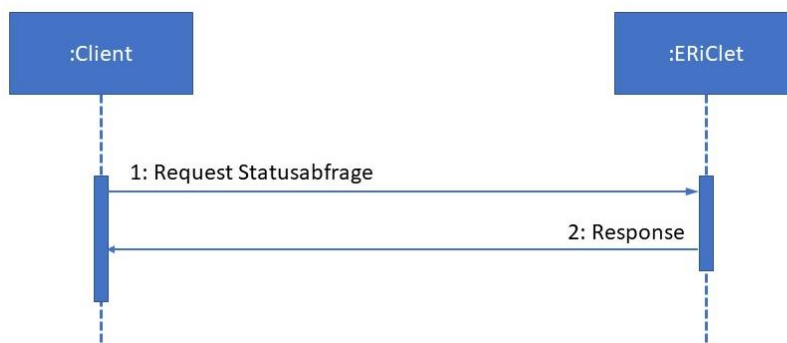 :Client
:ERiClet
1: Request Statusabfrage
2: Response